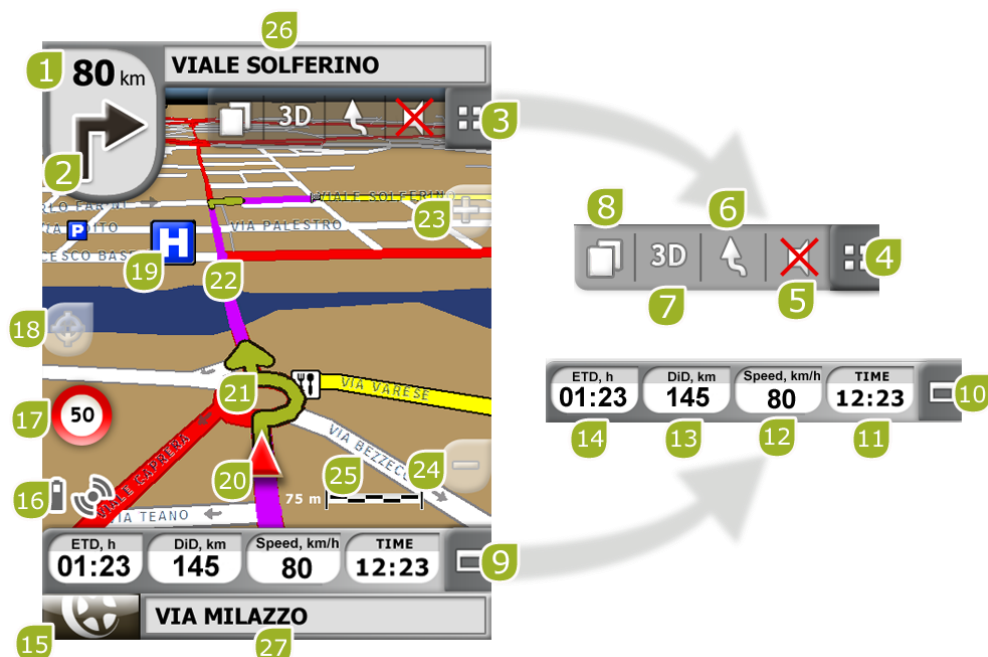 26
1
80 km
VIALE SOLFERINO
3D
3
2
VIALE SOLFERINO
23
P
VIA PALESTRO
H
19
22
18
8
6
3D
4
7
5
17
50
21
VIA VARESE
VIALE CAPRERA
20
25
24
75 m
16
VIA TEANO
ETD, h
01:23
DiD, km
145
Speed, km/h
80
TIME
12:23
9
ETD, h
01:23
DiD, km
145
Speed, km/h
80
TIME
12:23
10
14
13
12
11
15
VIA MILAZZO
27